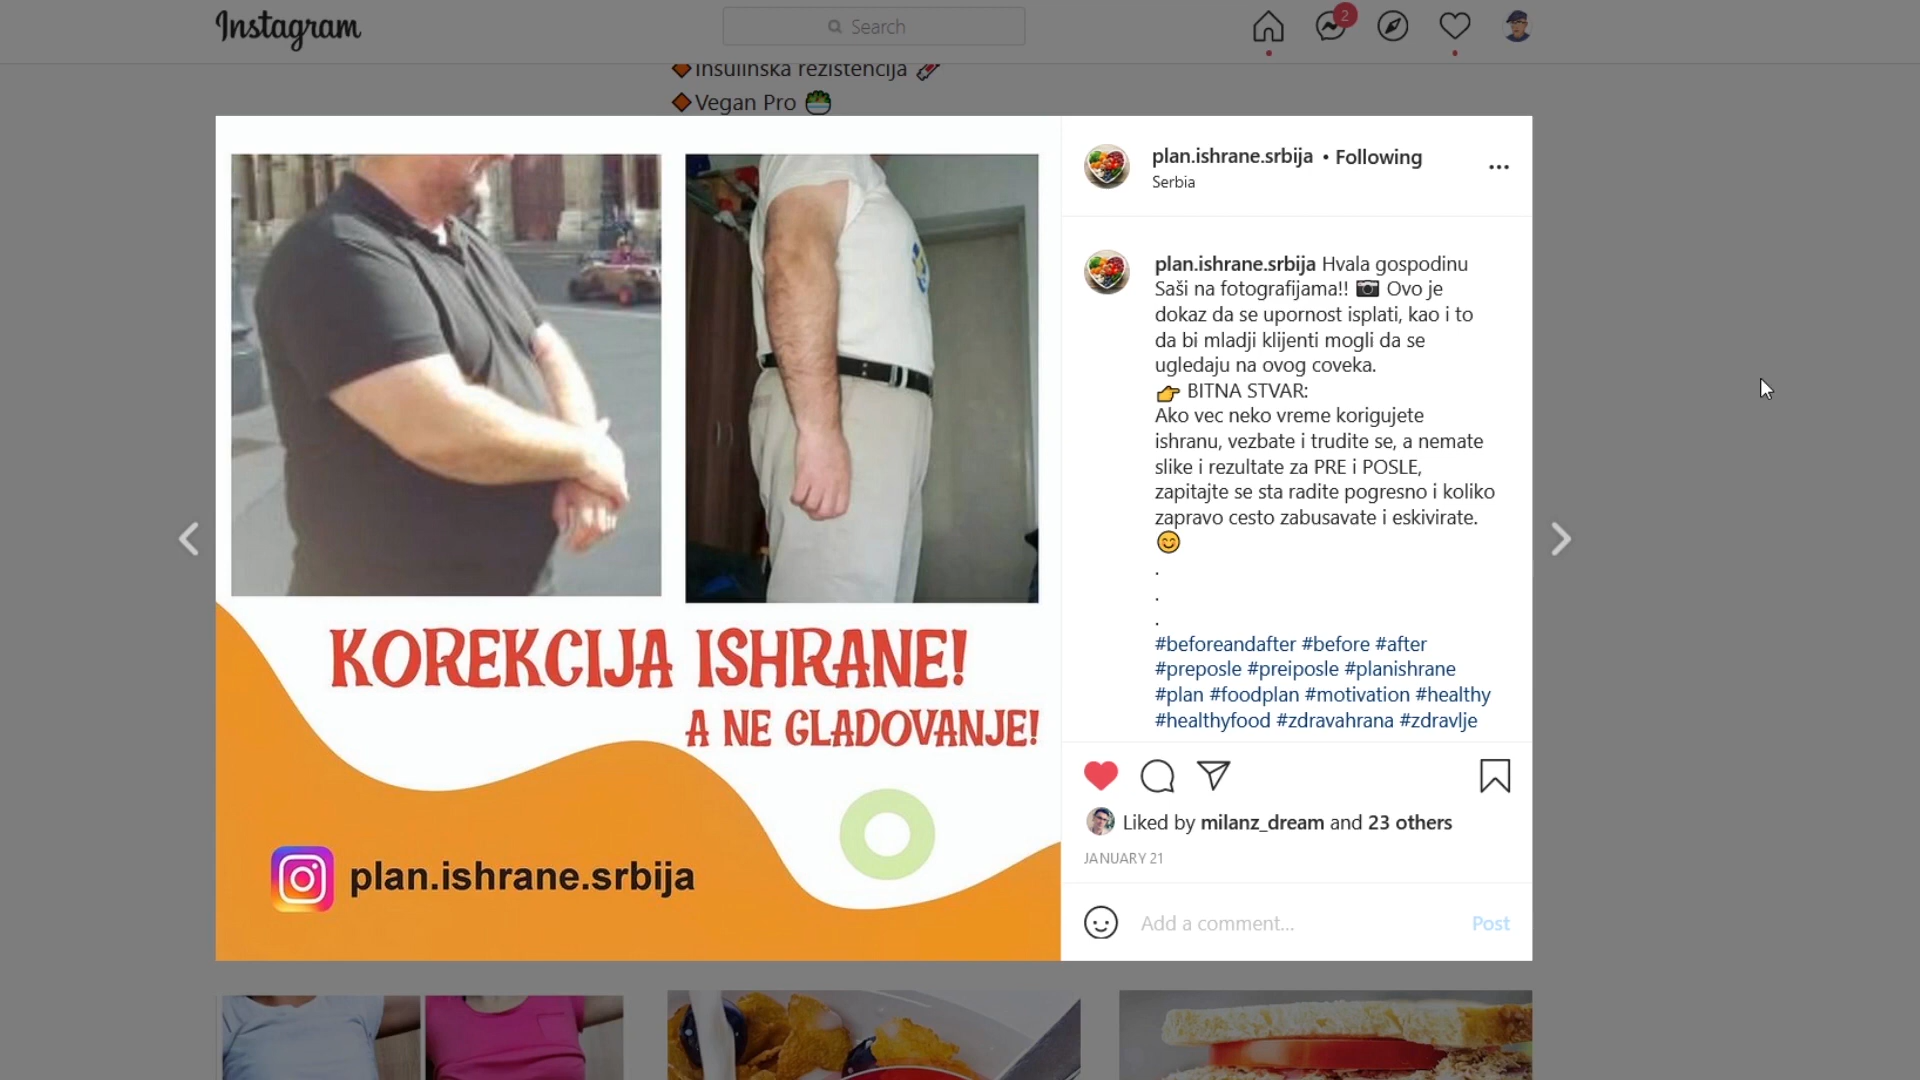 Instagram
Search
2
Insulinska rezistencija
Vegan Pro
KOREKCIJA ISHRANE!
A NE GLADOVANJE!
plan.ishrane.srbija
plan.ishrane.srbija • Following
Serbia
plan.ishrane.srbija Hvala gospodinu
Saši na fotografijama!! 📷 Ovo je
dokaz da se upornost isplati, kao i to
da bi mladji klijenti mogli da se
ugledaju na ovog coveka.
👉 BITNA STVAR:
Ako vec neko vreme korigujete
ishranu, vezbate i trudite se, a nemate
slike i rezultate za PRE i POSLE,
zapitajte se sta radite pogresno i koliko
zapravo cesto zabusavate i eskivirate.
😊
.
.
.
#beforeandafter #before #after
#preposle #preiposle #planishrane
#plan #foodplan #motivation #healthy
#healthyfood #zdravahrana #zdravlje
Liked by milanz_dream and 23 others
JANUARY 21
Add a comment...
Post